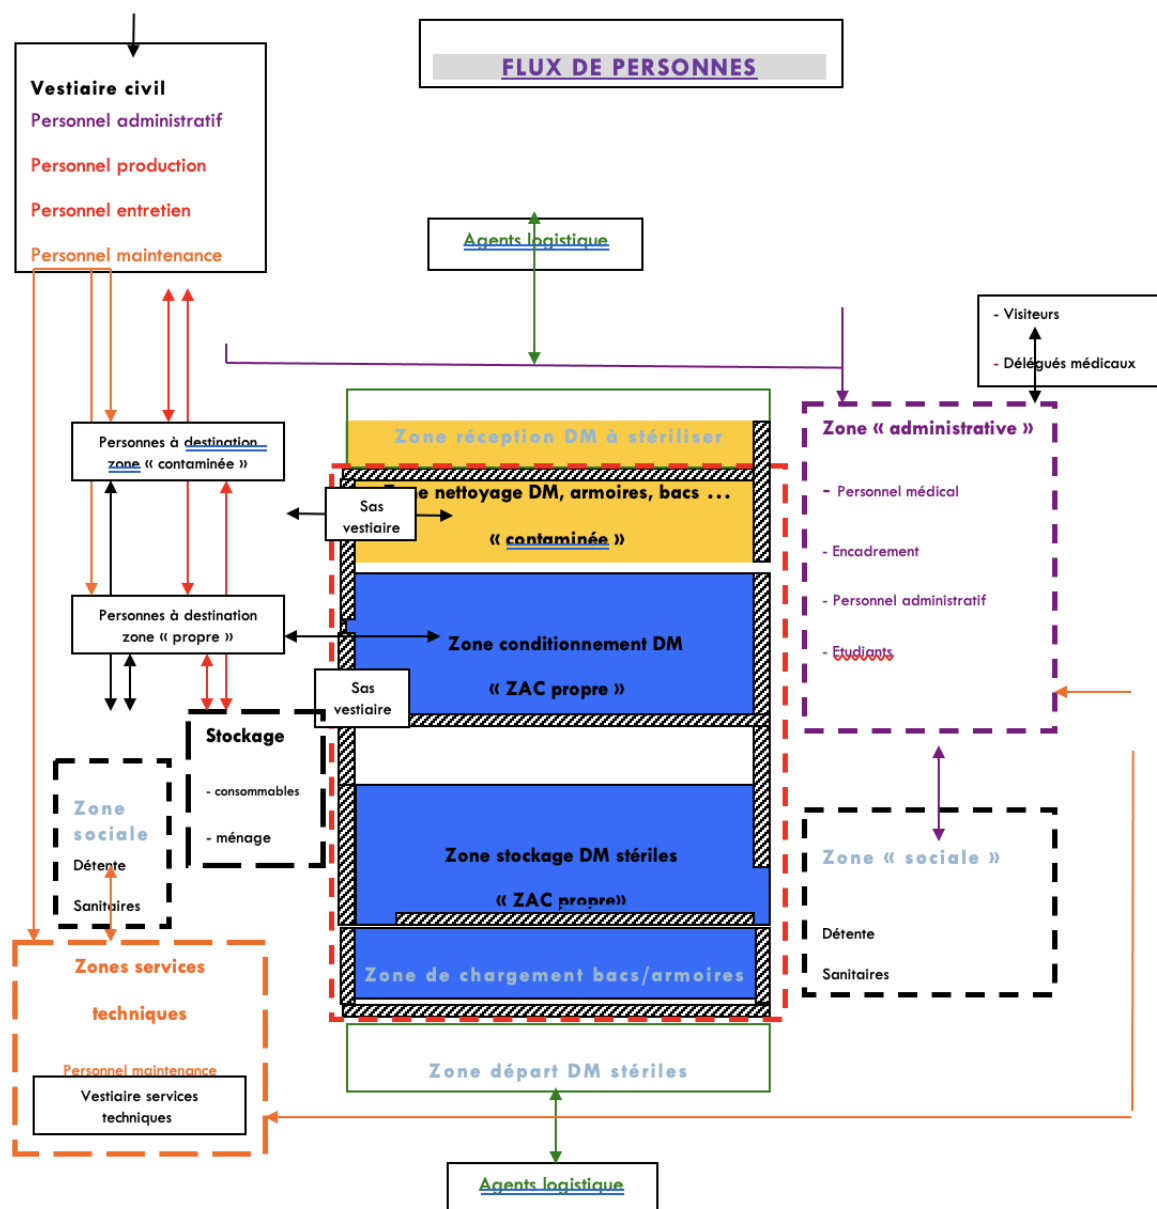 FLUX DE PERSONNES
Vestiaire civil
Personnel administratif
Personnel production
Personnel entretien
Personnel maintenance
Agents logistique
- Visiteurs
- Délégués médicaux
Personnes à destination
zone « contaminée »
Zone réception DM à stériliser
Zone nettoyage DM, armoires, bacs ...
« contaminée »
Sas
vestiaire
Zone « administrative »
- Personnel médical
- Encadrement
- Personnel administratif
- Etudiants
Personnes à destination
zone « propre »
Zone conditionnement DM
« ZAC propre »
Sas
vestiaire
Stockage
- consommables
- ménage
Zone
sociale
Détente
Sanitaires
Zone stockage DM stériles
« ZAC propre»
Zone de chargement bacs/armoires
Zone « sociale »
Détente
Sanitaires
Zones services
techniques
Personnel maintenance
Vestiaire services
techniques
Zone départ DM stériles
Agents logistique